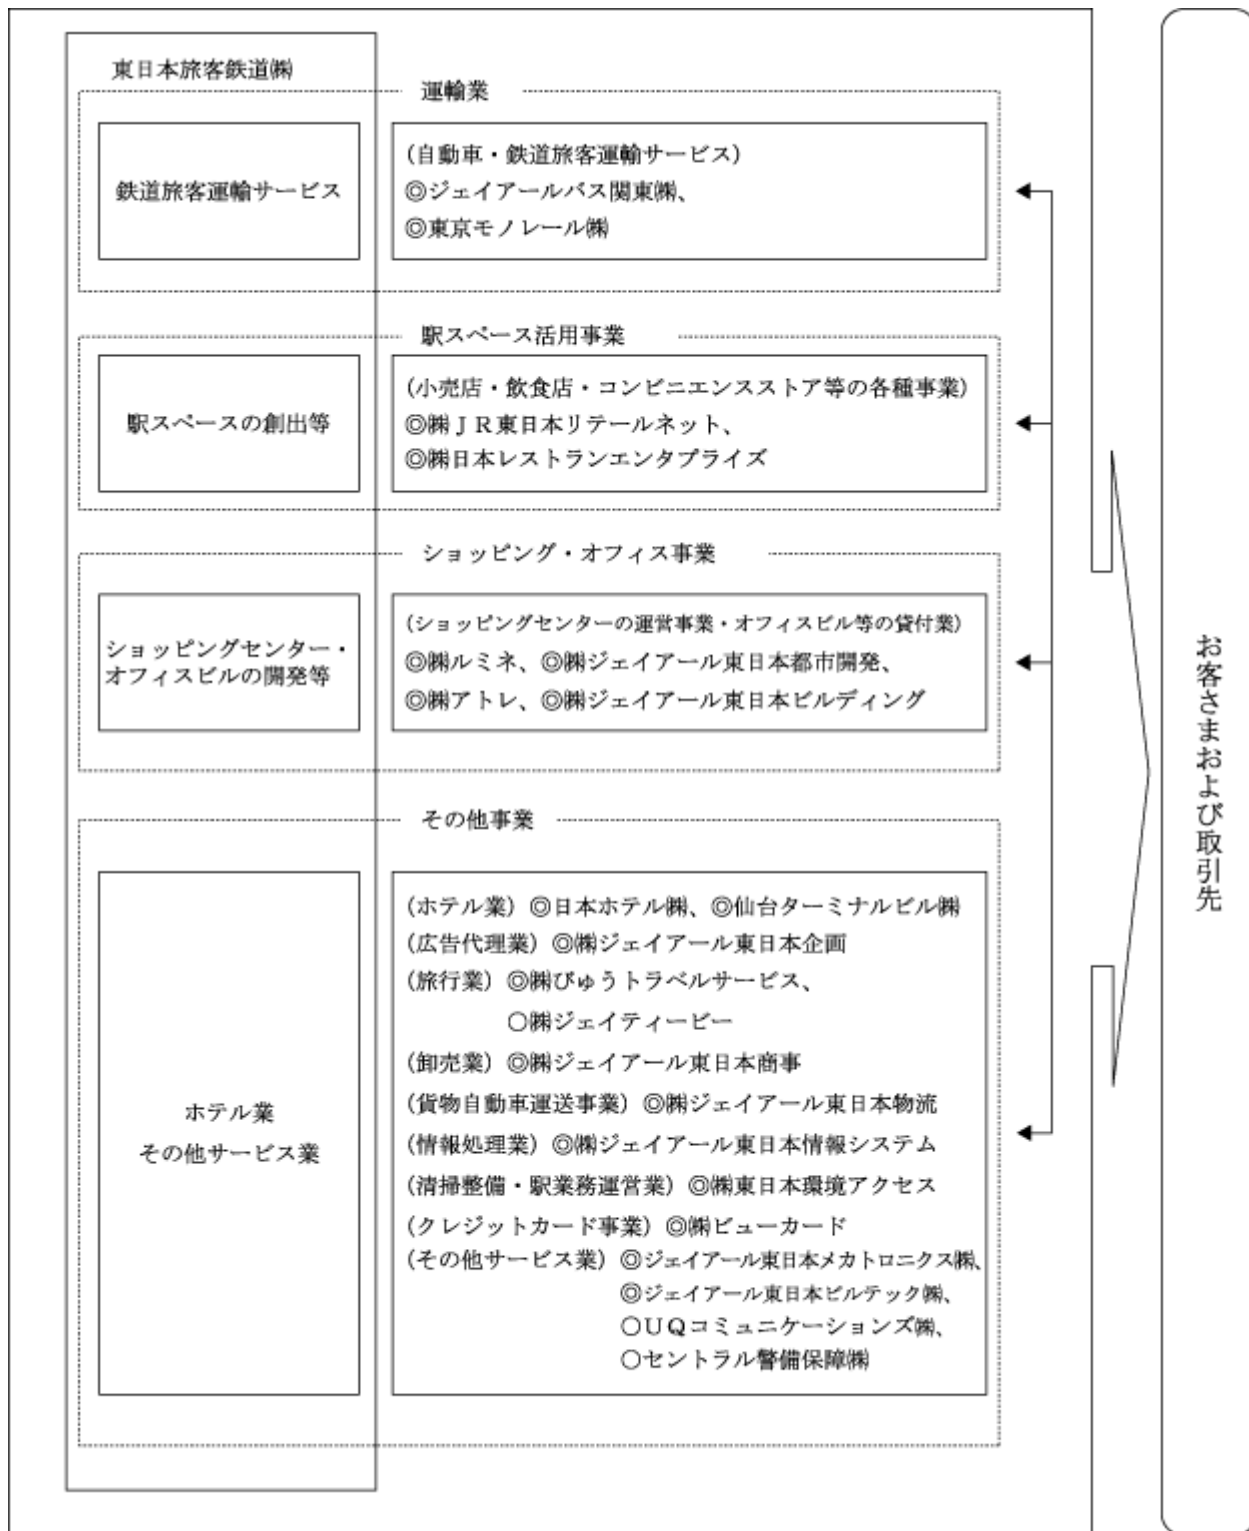 東日本旅客鉄道㈱
運輸業
鉄道旅客運輸サービス
(自動車・鉄道旅客運輸サービス)
◎ジェイアールバス関東㈱、
◎東京モノレール㈱
駅スペース活用事業
駅スペースの創出等
(小売店・飲食店・コンビニエンスストア等の各種事業)
◎㈱ＪＲ東日本リテールネット、
◎㈱日本レストランエンタプライズ
ショッピング・オフィス事業
ショッピングセンター・
オフィスビルの開発等
(ショッピングセンターの運営事業・オフィスビル等の貸付業)
◎㈱ルミネ、◎㈱ジェイアール東日本都市開発、
◎㈱アトレ、◎㈱ジェイアール東日本ビルディング
その他事業
ホテル業
その他サービス業
(ホテル業) ◎日本ホテル㈱、◎仙台ターミナルビル㈱
(広告代理業) ◎㈱ジェイアール東日本企画
(旅行業) ◎㈱びゅうトラベルサービス、
○㈱ジェイティービー
(卸売業) ◎㈱ジェイアール東日本商事
(貨物自動車運送事業) ◎㈱ジェイアール東日本物流
(情報処理業) ◎㈱ジェイアール東日本情報システム
(清掃整備・駅業務運営業) ◎㈱東日本環境アクセス
(クレジットカード事業) ◎㈱ビューカード
(その他サービス業) ◎ジェイアール東日本メカトロニクス㈱、
◎ジェイアール東日本ビルテック㈱、
○ＵＱコミュニケーションズ㈱、
○セントラル警備保障㈱
お客さまおよび取引先